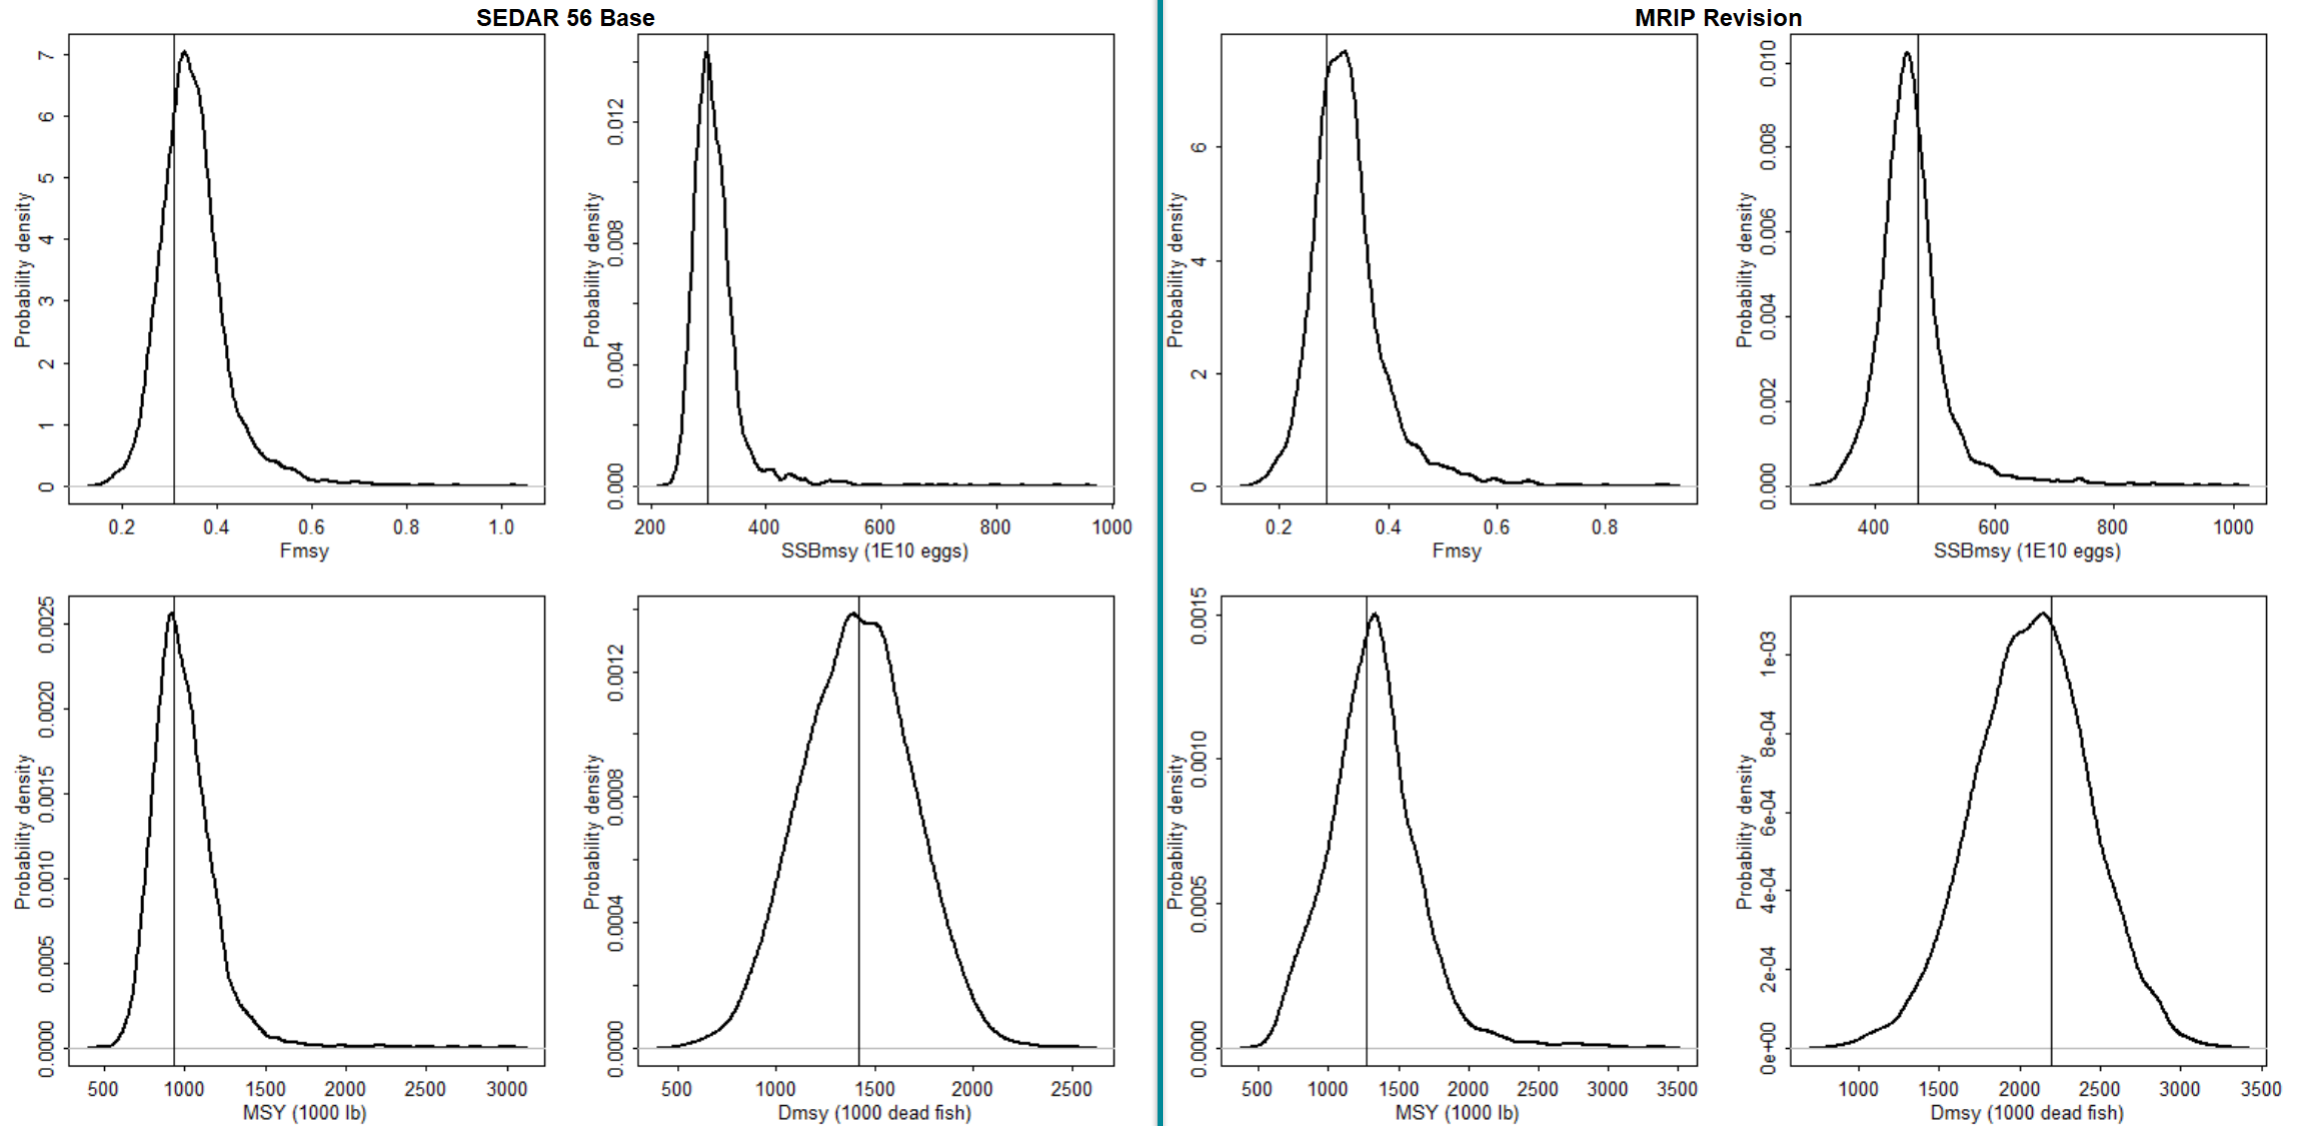 SEDAR 56 Base
MRIP Revision
Probability density
0 1 2 3 4 5 6 7
0.2 0.4 0.6 0.8 1.0
Fmsy
Probability density
0.000 0.004 0.008 0.012
200 400 600 800 1000
SSBmsy (1E10 eggs)
Probability density
0 2 4 6
0.2 0.4 0.6 0.8
Fmsy
Probability density
0.000 0.002 0.004 0.006 0.008 0.010
400 600 800 1000
SSBmsy (1E10 eggs)
Probability density
0.0000 0.0005 0.0010 0.0015 0.0020 0.0025
500 1000 1500 2000 2500 3000
MSY (1000 lb)
Probability density
0.0000 0.0004 0.0008 0.0012
500 1000 1500 2000 2500
Dmsy (1000 dead fish)
Probability density
0.0000 0.0005 0.0010 0.0015
500 1000 1500 2000 2500 3000 3500
MSY (1000 lb)
Probability density
0e+00 2e-04 4e-04 6e-04 8e-04 1e-03
1000 1500 2000 2500 3000 3500
Dmsy (1000 dead fish)